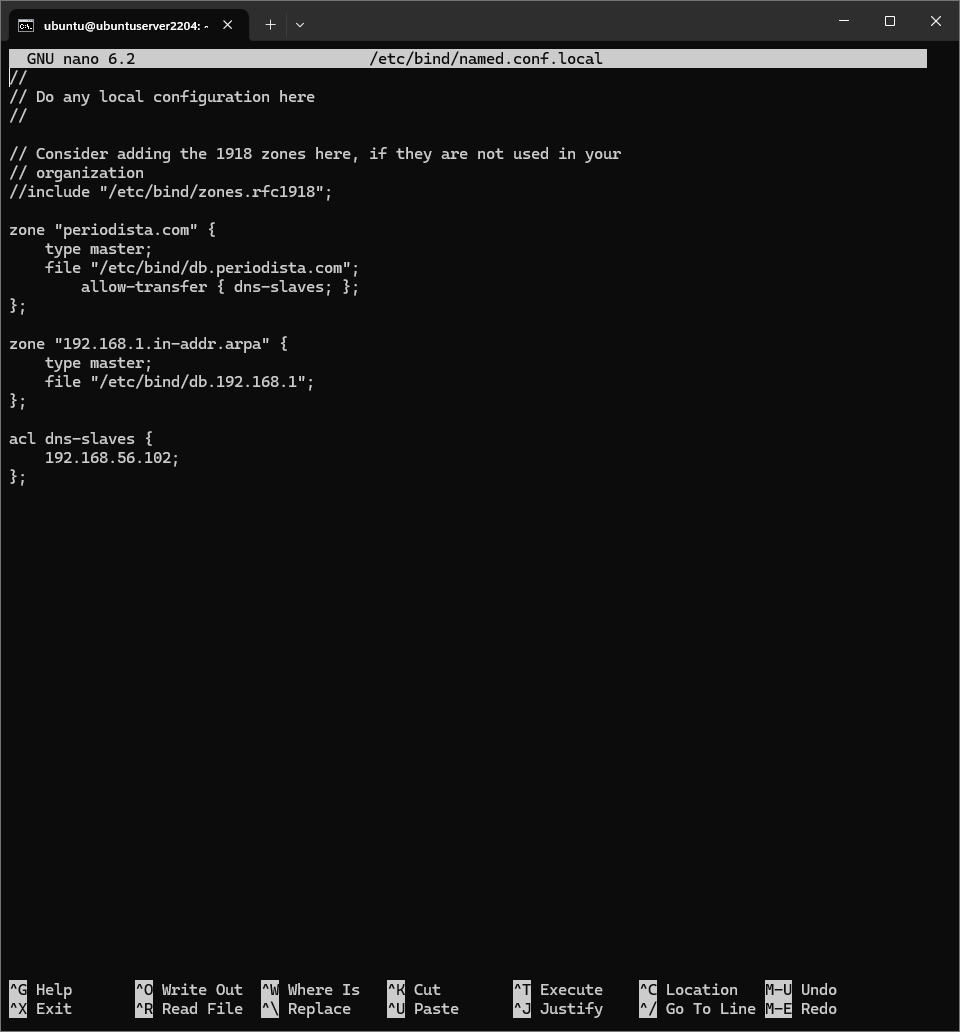 ubuntu@ubuntuserver2204: ~
GNU nano 6.2 /etc/bind/named.conf.local
//
// Do any local configuration here
//

// Consider adding the 1918 zones here, if they are not used in your
// organization
//include "/etc/bind/zones.rfc1918";

zone "periodista.com" {
    type master;
    file "/etc/bind/db.periodista.com";
        allow-transfer { dns-slaves; };
};

zone "192.168.1.in-addr.arpa" {
    type master;
    file "/etc/bind/db.192.168.1";
};

acl dns-slaves {
    192.168.56.102;
};

^G Help ^O Write Out ^W Where Is ^K Cut ^T Execute ^C Location M-U Undo
^X Exit ^R Read File ^\ Replace ^U Paste ^J Justify ^/ Go To Line M-E Redo